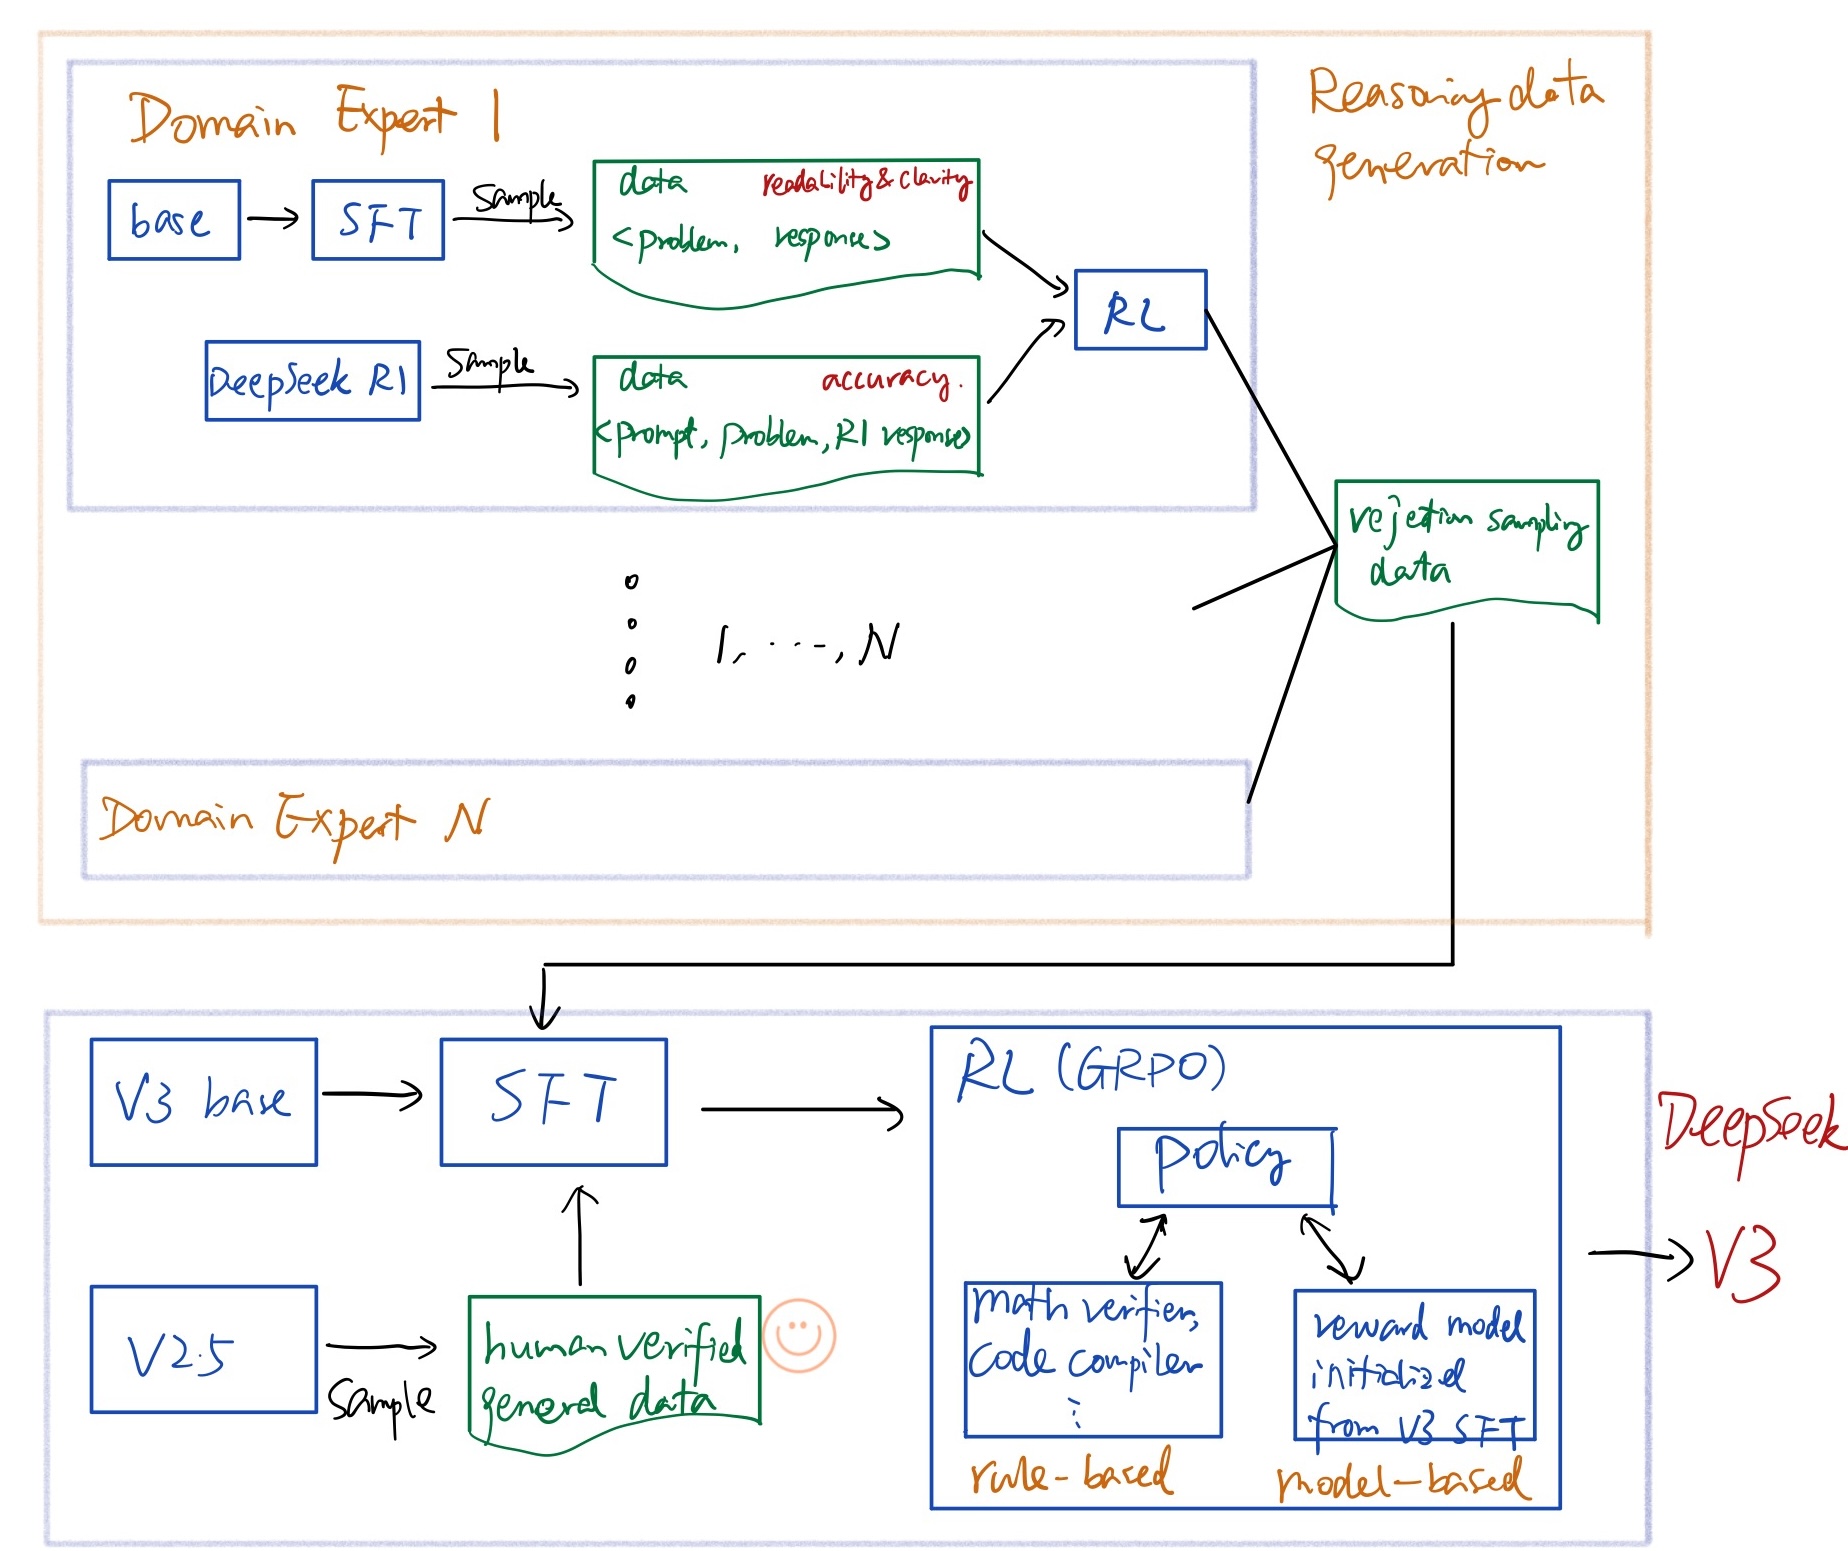 Reasoning data
generation
Domain Expert 1
base
SFT
Sample
data readability & clarity
<problem, response>
RL
DeepSeek R1
Sample
data accuracy.
<prompt, problem, R1 response>
rejection sampling
data
1, ..., N
Domain Expert N
V3 base
SFT
RL (GRPO)
policy
DeepSeek
V3
V2.5
Sample
human verified
general data
math verifier,
code compiler
⋮
rule-based
reward model
initialized
from V3 SFT
model-based